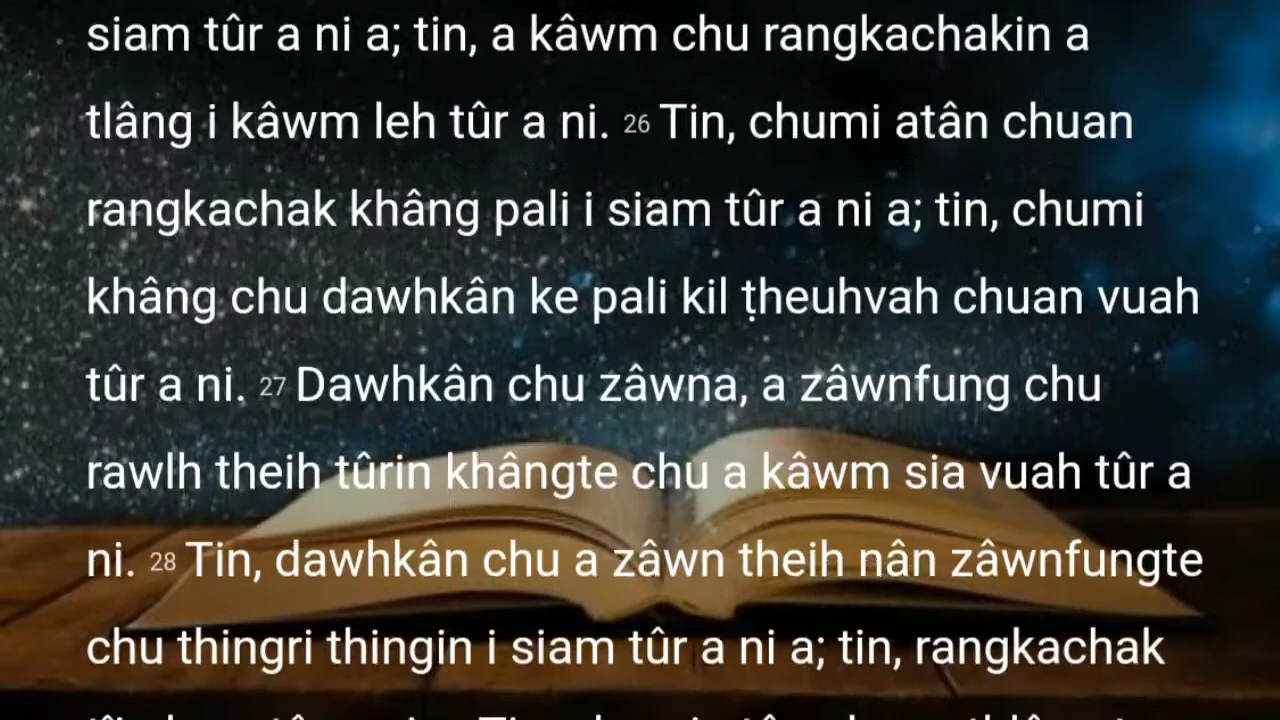 siam tûr a ni a; tin, a kâwm chu rangkachakin a
tlâng i kâwm leh tûr a ni. 26 Tin, chumi atân chuan
rangkachak khâng pali i siam tûr a ni a; tin, chumi
khâng chu dawhkân ke pali kil ṭheuhvah chuan vuah
tûr a ni. 27 Dawhkân chu zâwna, a zâwnfung chu
rawlh theih tûrin khângte chu a kâwm sia vuah tûr a
ni. 28 Tin, dawhkân chu a zâwn theih nân zâwnfungte
chu thingri thingin i siam tûr a ni a; tin, rangkachak